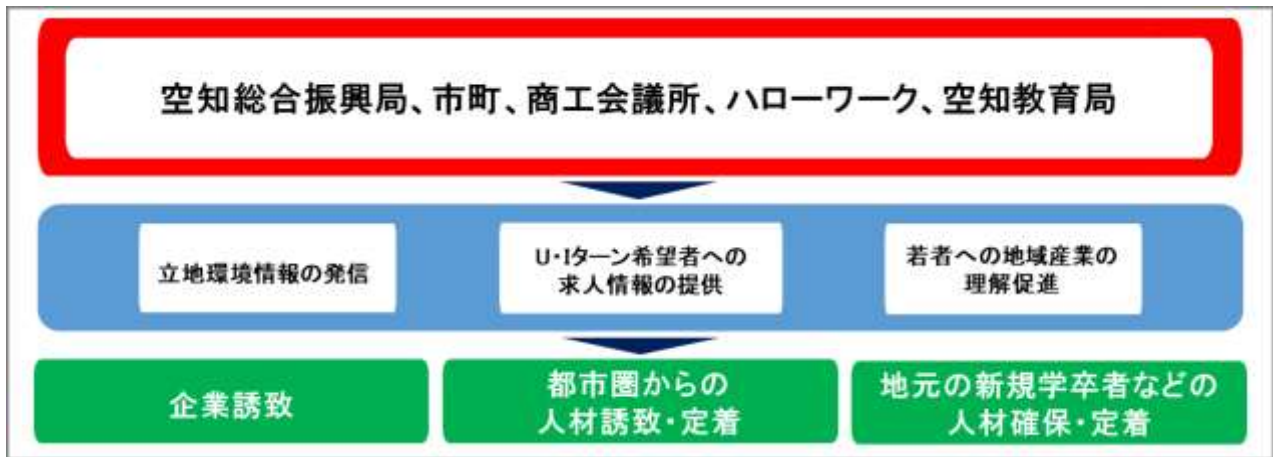 空知総合振興局、市町、商工会議所、ハローワーク、空知教育局
立地環境情報の発信
U・Iターン希望者への
求人情報の提供
若者への地域産業の
理解促進
企業誘致
都市圏からの
人材誘致・定着
地元の新規学卒者などの
人材確保・定着